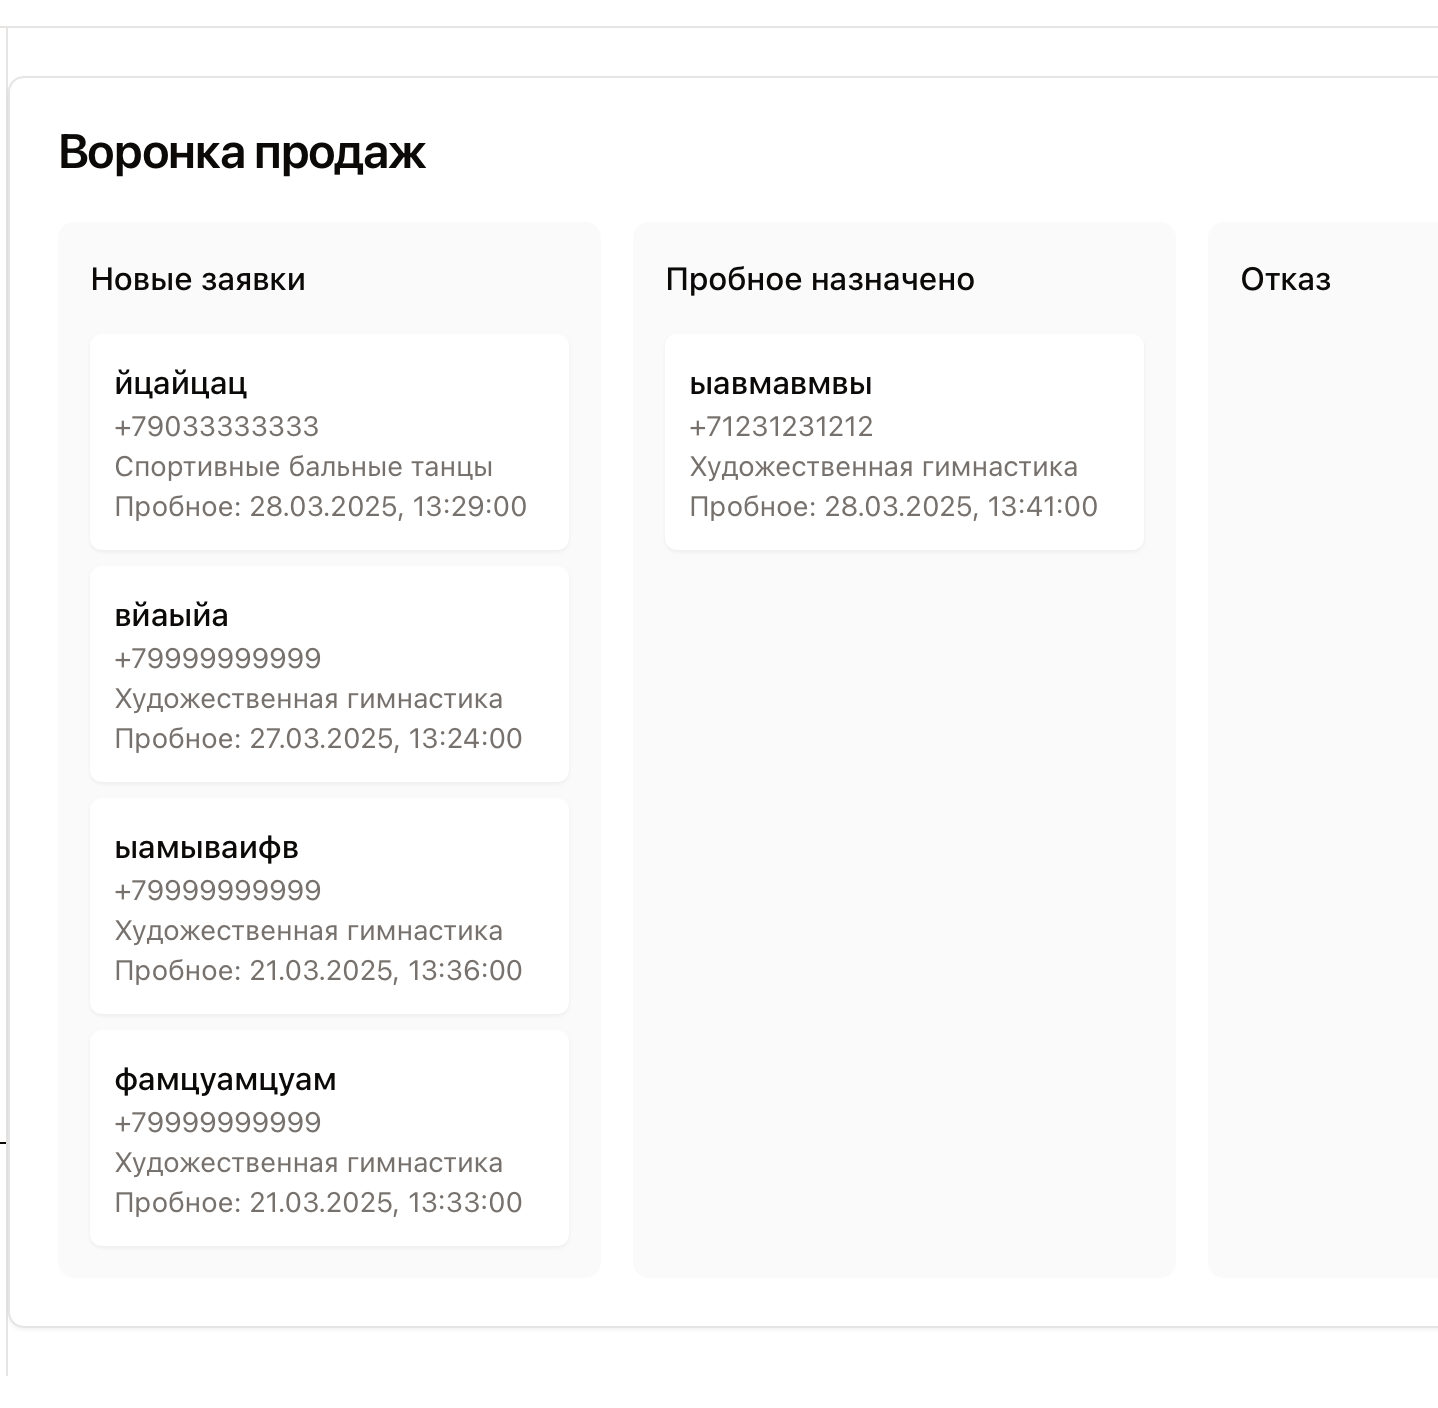 Воронка продаж
Новые заявки
йцайцац
+79033333333
Спортивные бальные танцы
Пробное: 28.03.2025, 13:29:00
вйаыйа
+79999999999
Художественная гимнастика
Пробное: 27.03.2025, 13:24:00
ыамываифв
+79999999999
Художественная гимнастика
Пробное: 21.03.2025, 13:36:00
фамцуамцуам
+79999999999
Художественная гимнастика
Пробное: 21.03.2025, 13:33:00
Пробное назначено
ыавмавмвы
+71231231212
Художественная гимнастика
Пробное: 28.03.2025, 13:41:00
Отказ